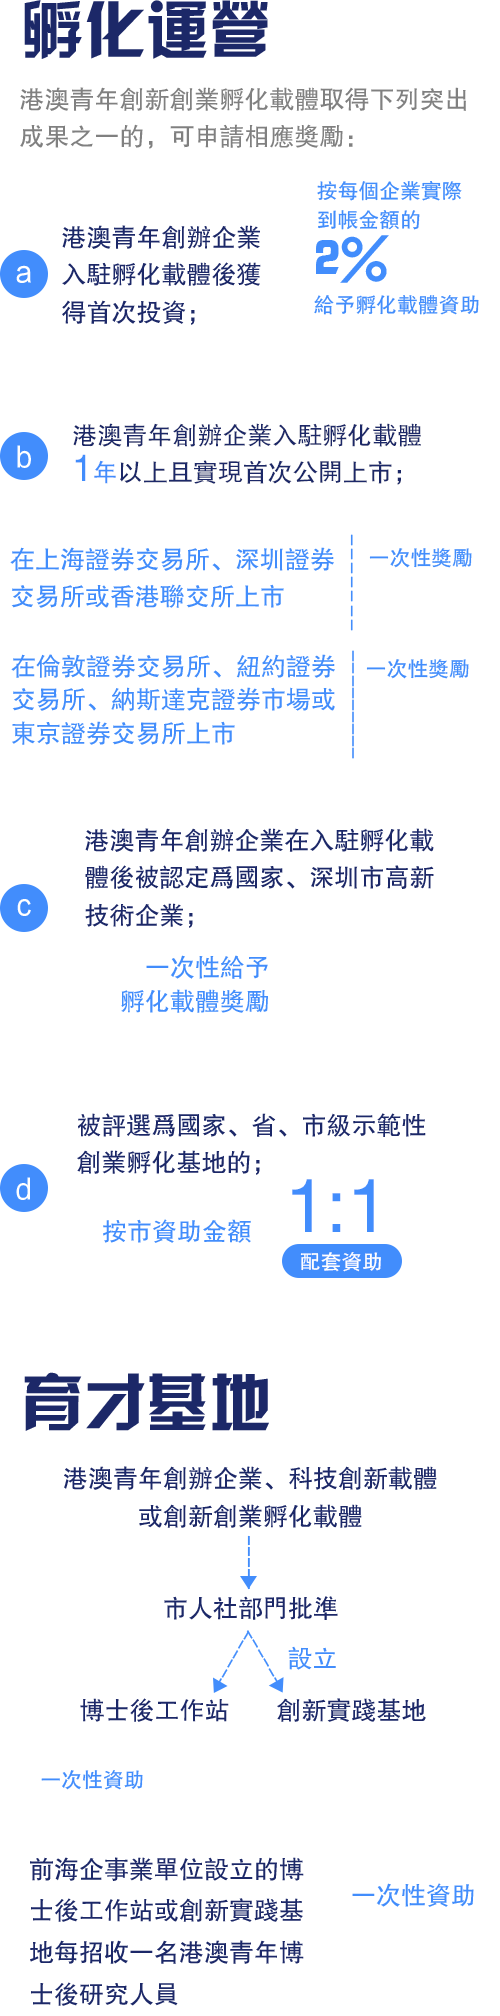 孵化運營
港澳青年創新創業孵化載體取得下列突出
成果之一的，可申請相應獎勵：
按每個企業實際
到帳金額的
2%
給予孵化載體資助
a
港澳青年創辦企業
入駐孵化載體後獲
得首次投資；
b
港澳青年創辦企業入駐孵化載體
1年以上且實現首次公開上市；
在上海證券交易所、深圳證券
交易所或香港聯交所上市
一次性獎勵
在倫敦證券交易所、紐約證券
交易所、納斯達克證券市場或
東京證券交易所上市
一次性獎勵
c
港澳青年創辦企業在入駐孵化載
體後被認定爲國家、深圳市高新
技術企業；
一次性給予
孵化載體獎勵
d
被評選爲國家、省、市級示範性
創業孵化基地的；
按市資助金額
1:1
配套資助
育才基地
港澳青年創辦企業、科技創新載體
或創新創業孵化載體
市人社部門批準
設立
博士後工作站
創新實踐基地
一次性資助
前海企事業單位設立的博
士後工作站或創新實踐基
地每招收一名港澳青年博
士後研究人員
一次性資助